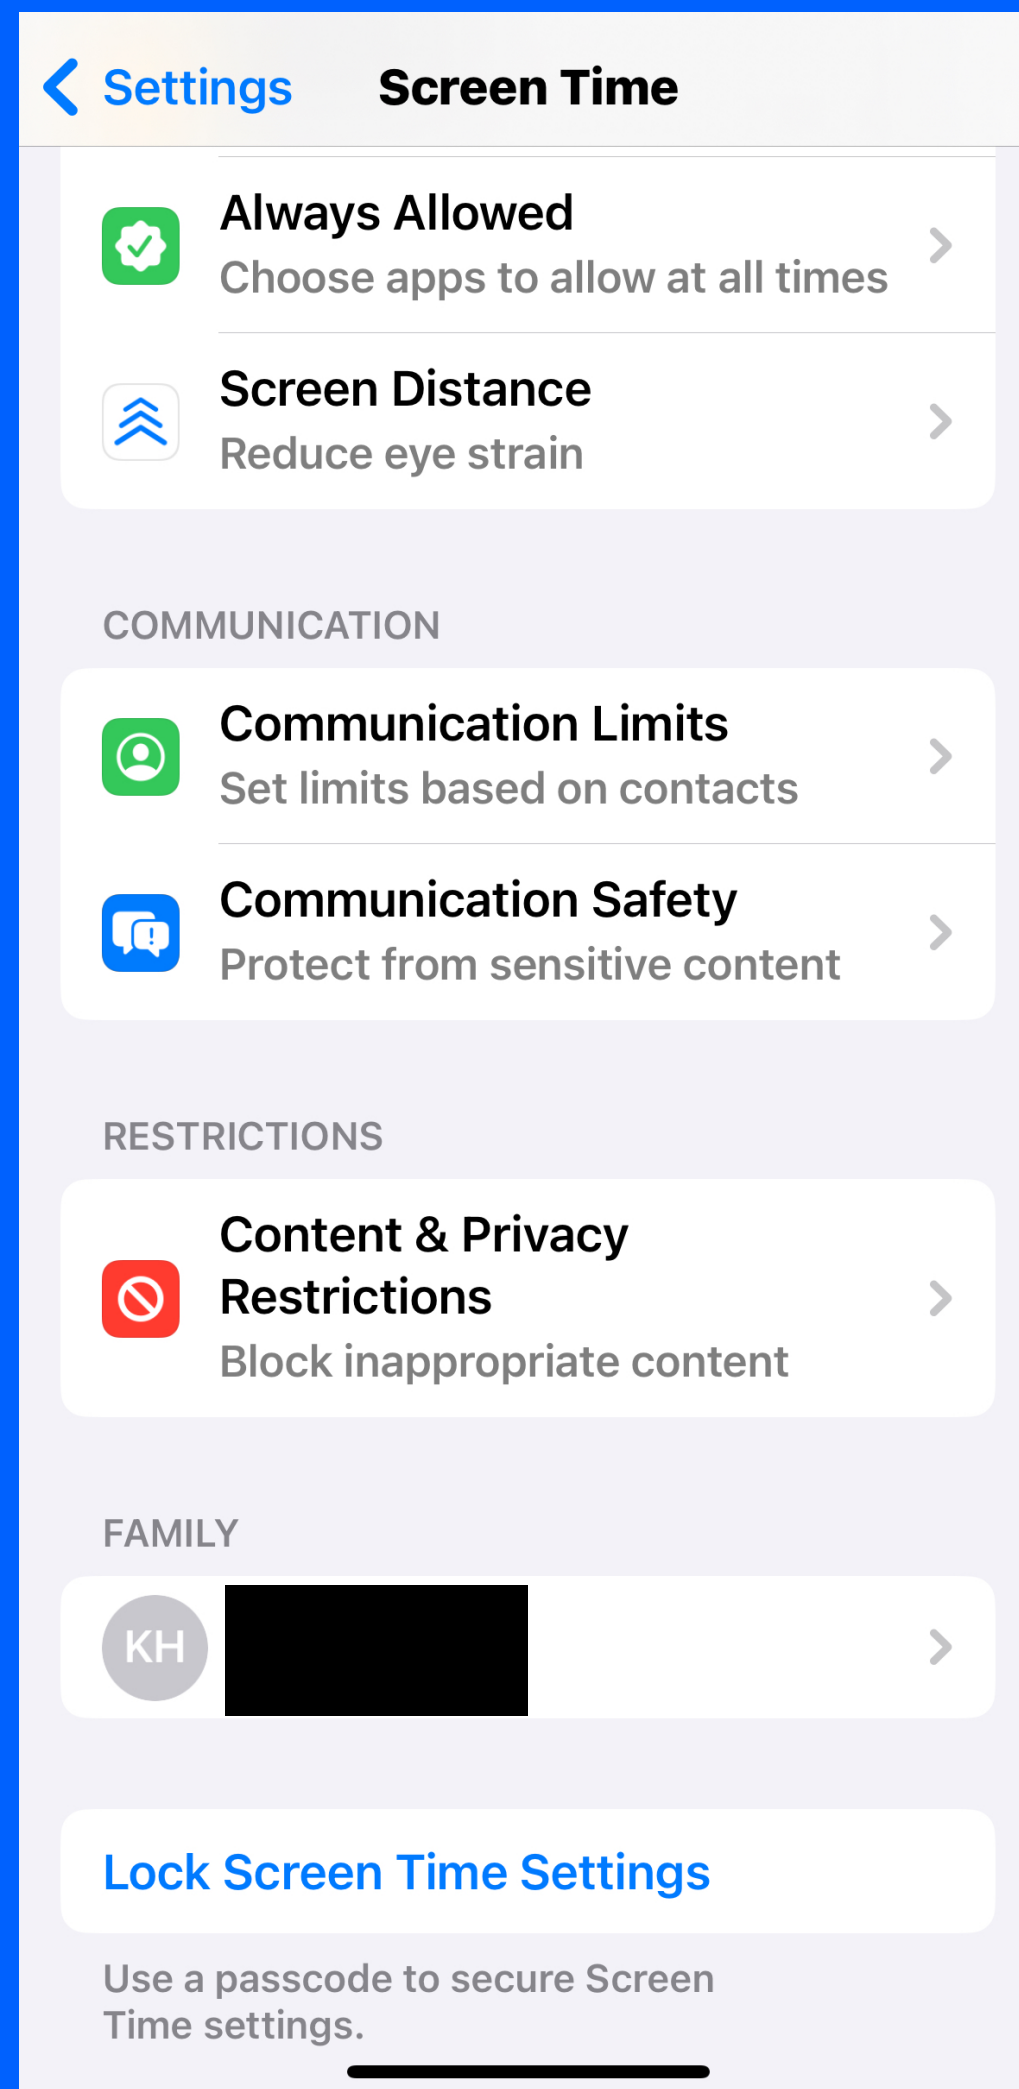 Settings
Screen Time
Always Allowed
Choose apps to allow at all times
Screen Distance
Reduce eye strain
COMMUNICATION
Communication Limits
Set limits based on contacts
Communication Safety
Protect from sensitive content
RESTRICTIONS
Content & Privacy
Restrictions
Block inappropriate content
FAMILY
KH
Lock Screen Time Settings
Use a passcode to secure Screen
Time settings.